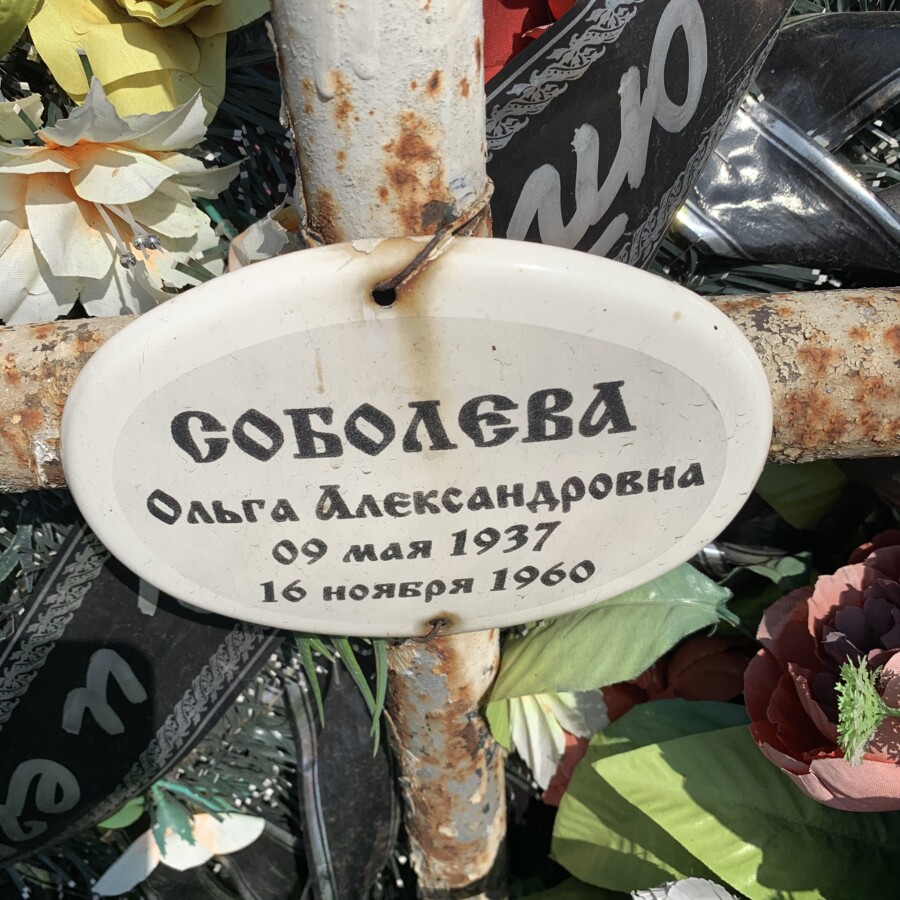 СОБОЛЕВА
Ольга Александровна
09 мая 1937
16 ноября 1960